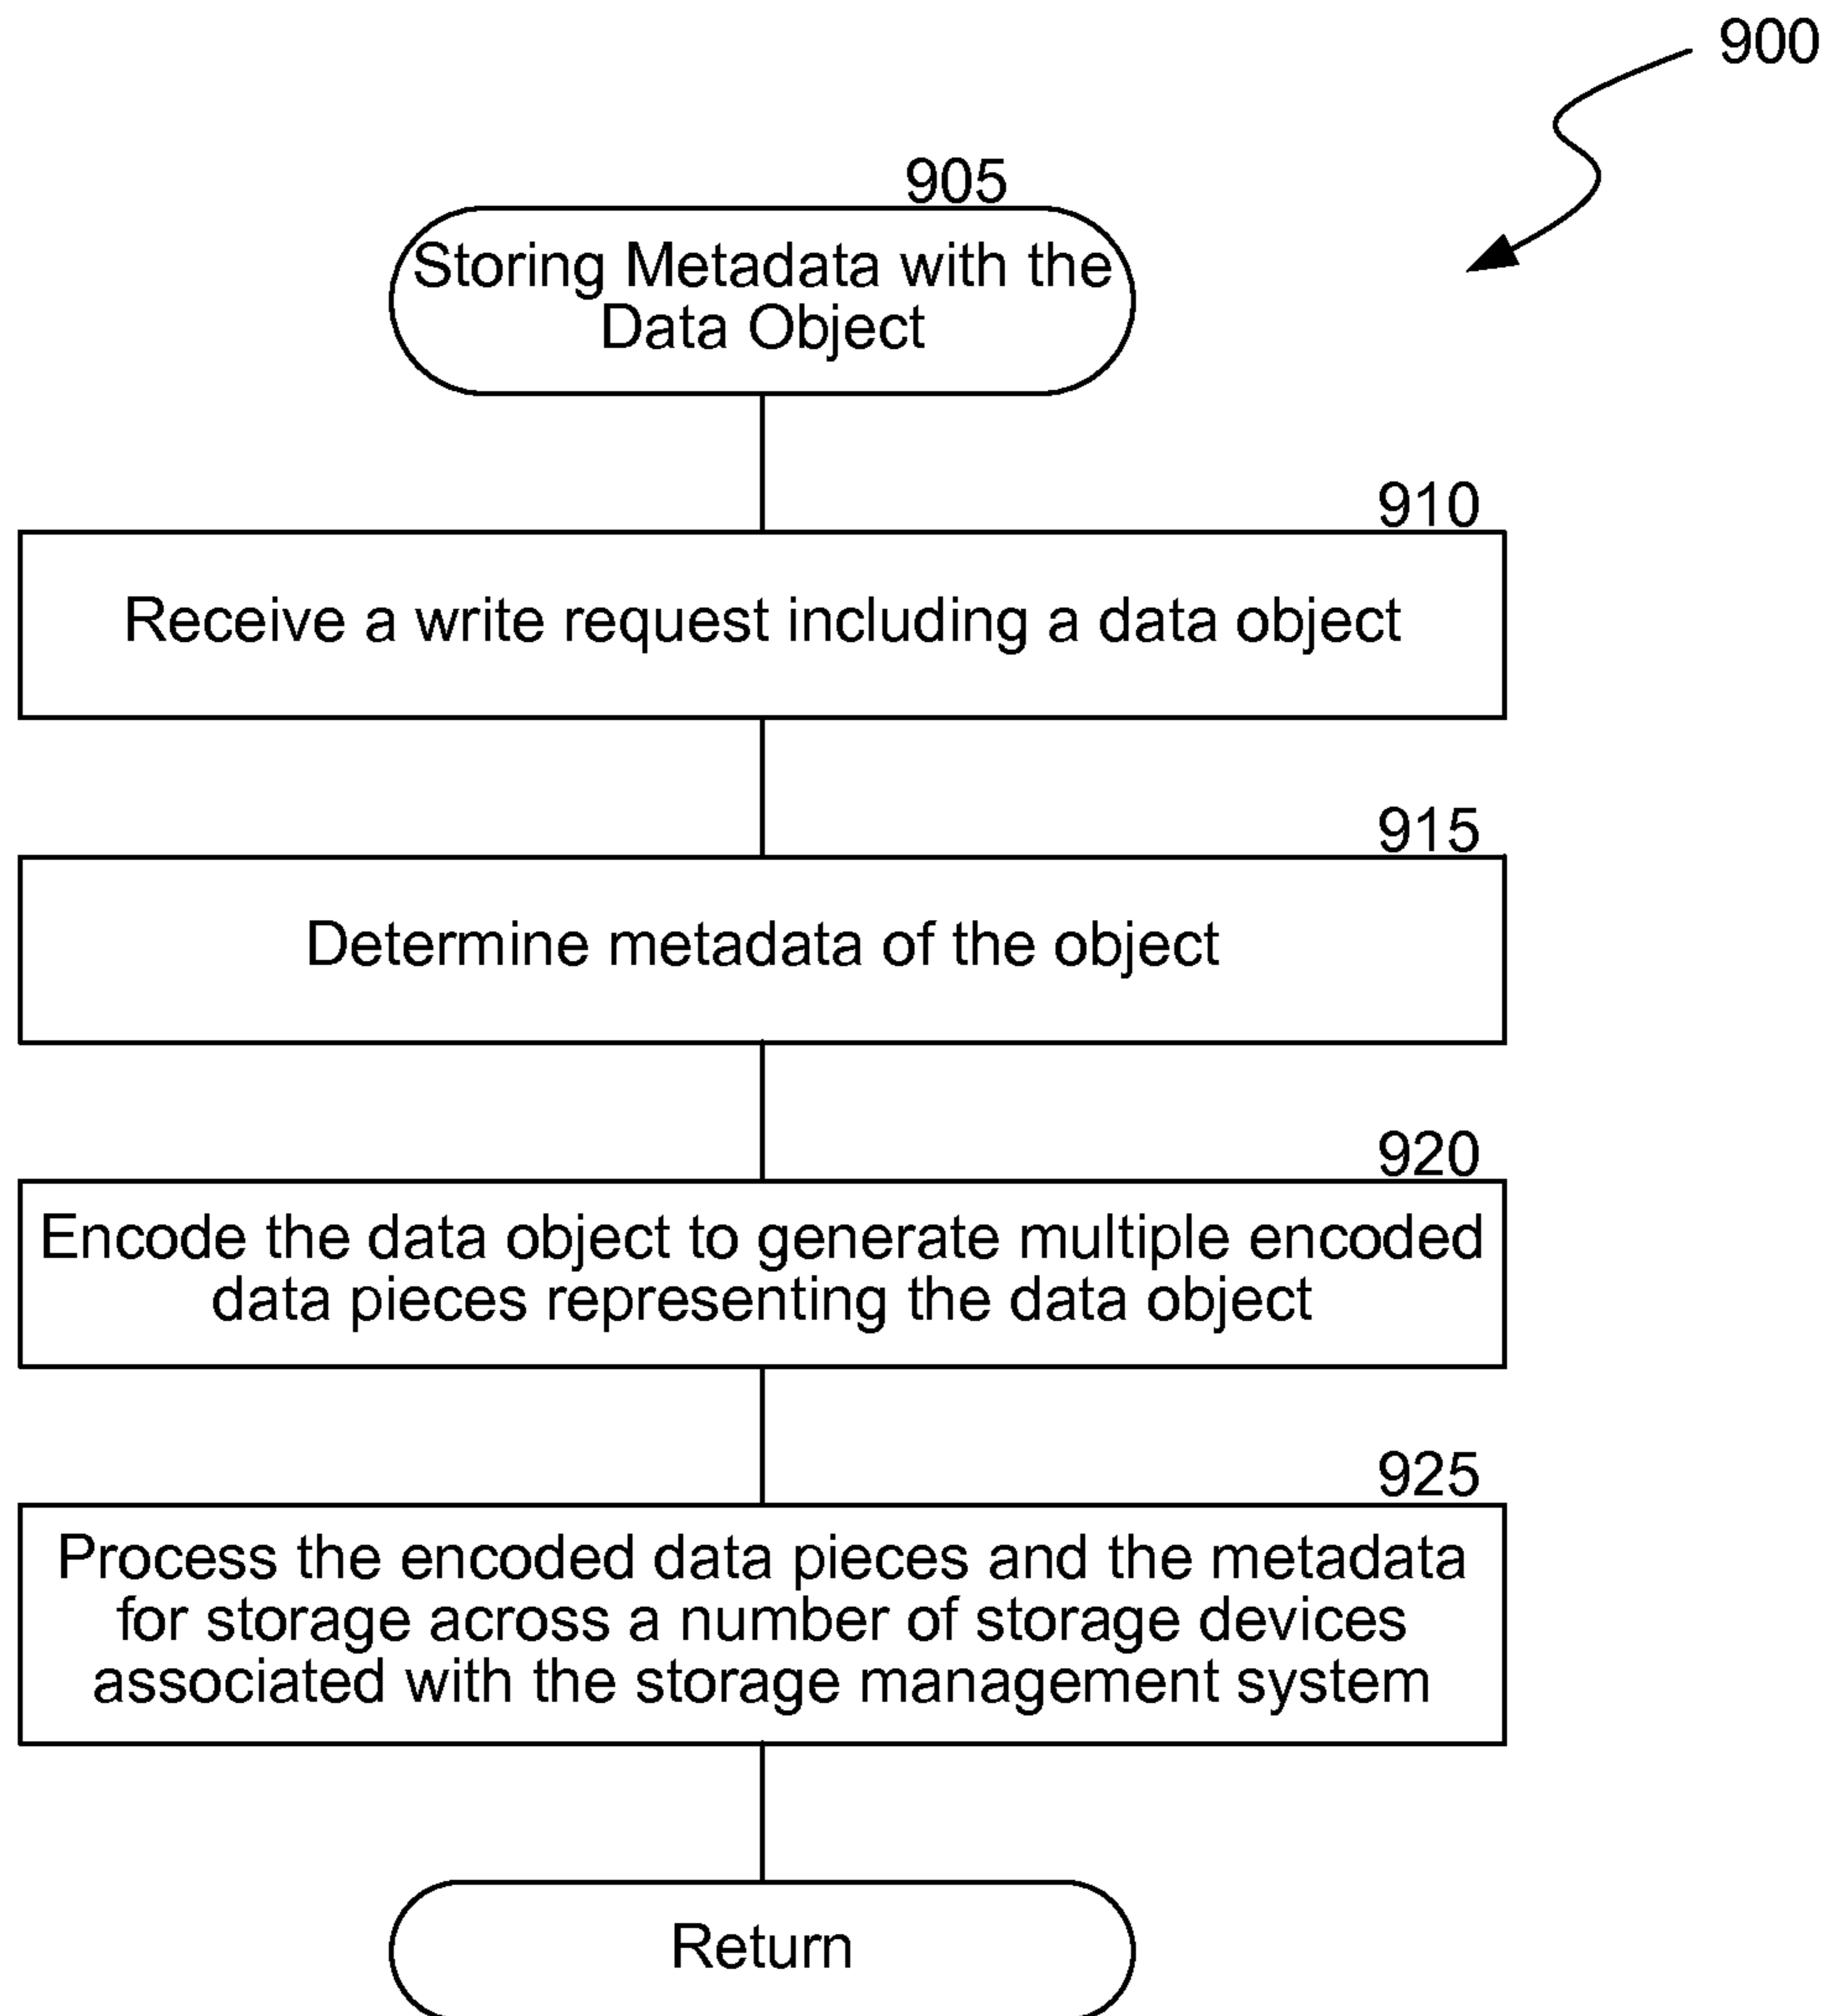 900
905
Storing Metadata with the
Data Object
910
Receive a write request including a data object
915
Determine metadata of the object
920
Encode the data object to generate multiple encoded
data pieces representing the data object
925
Process the encoded data pieces and the metadata
for storage across a number of storage devices
associated with the storage management system
Return